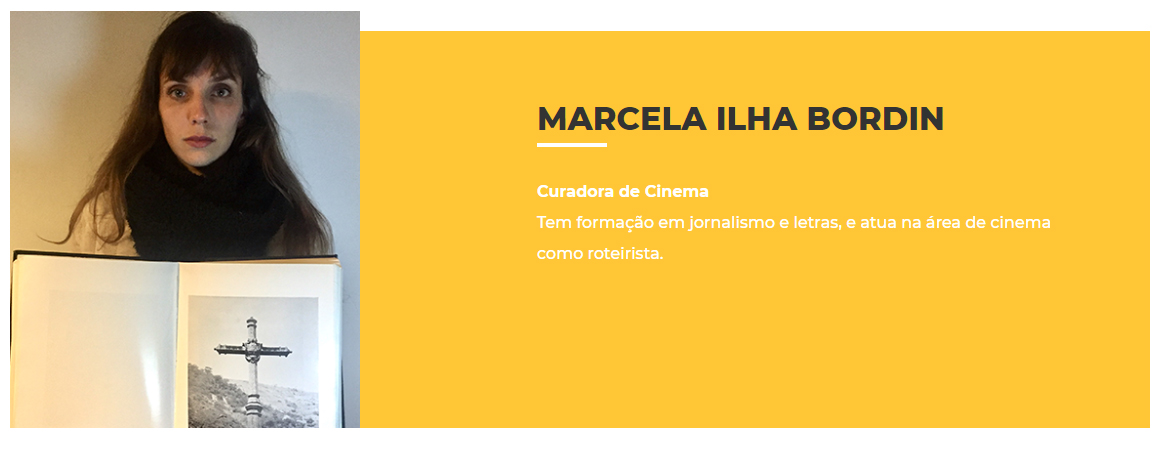 MARCELA ILHA BORDIN
Curadora de Cinema
Tem formação em jornalismo e letras, e atua na área de cinema
como roteirista.